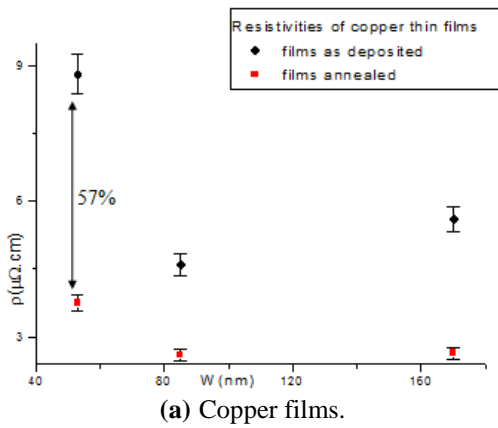 Resistivities of copper thin films
films as deposited
films annealed
9
6
3
57%
ρ(μΩ.cm)
40
80
120
160
W (nm)
(a) Copper films.